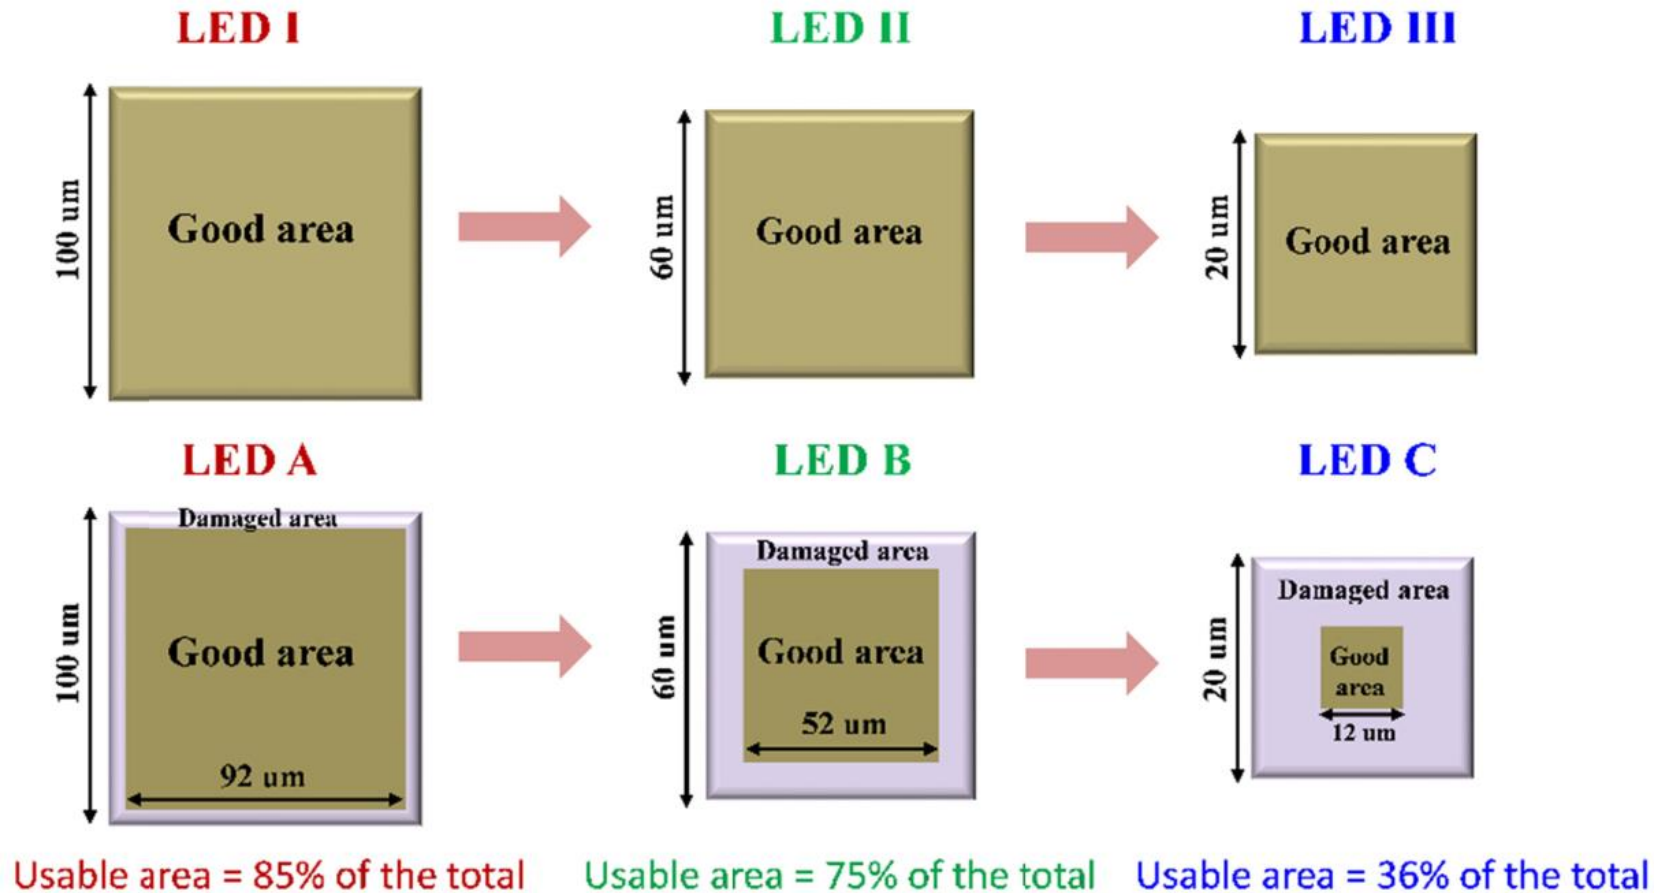 LED I
LED II
LED III
100 um
Good area
60 um
Good area
20 um
Good area
LED A
LED B
LED C
100 um
Damaged area
Good area
92 um
60 um
Damaged area
Good area
52 um
20 um
Damaged area
Good
area
12 um
Usable area = 85% of the total
Usable area = 75% of the total
Usable area = 36% of the total